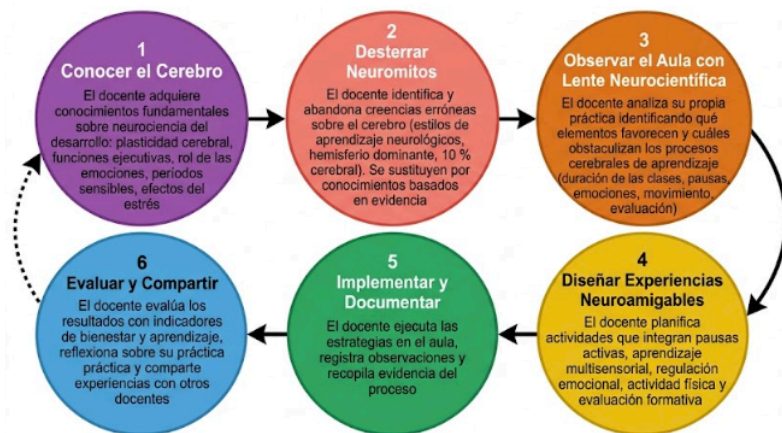 1
Conocer el Cerebro
El docente adquiere
conocimientos fundamentales
sobre neurociencia del
desarrollo: plasticidad cerebral,
funciones ejecutivas, rol de las
emociones, períodos
sensibles, efectos del
estrés
2
Desterrar
Neuromitos
El docente identifica y
abandona creencias erróneas
sobre el cerebro (estilos de
aprendizaje neurológicos,
hemisferio dominante, 10 %
cerebral). Se sustituyen por
conocimientos basados
en evidencia
3
Observar el Aula con
Lente Neurocientífica
El docente analiza su propia
práctica identificando qué
elementos favorecen y cuáles
obstaculizan los procesos
cerebrales de aprendizaje
(duración de las clases, pausas,
emociones, movimiento,
evaluación)
6
Evaluar y Compartir
El docente evalúa los
resultados con indicadores
de bienestar y aprendizaje,
reflexiona sobre su práctica
práctica y comparte
experiencias con otros
docentes
5
Implementar y
Documentar
El docente ejecuta las
estrategias en el aula,
registra observaciones y
recopila evidencia del
proceso
4
Diseñar Experiencias
Neuroamigables
El docente planifica
actividades que integran pausas
activas, aprendizaje
multisensorial, regulación
emocional, actividad física y
evaluación formativa